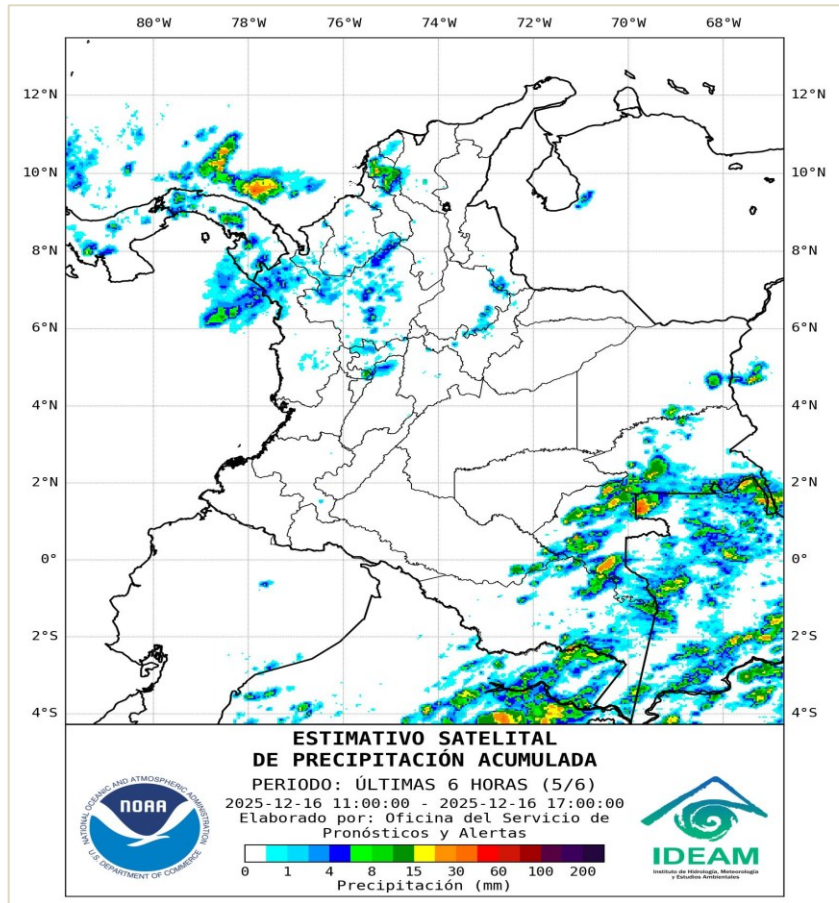 80°W 78°W 76°W 74°W 72°W 70°W 68°W
12°N 12°N
10°N 10°N
8°N 8°N
6°N 6°N
4°N 4°N
2°N 2°N
0° 0°
2°S 2°S
4°S 4°S
ESTIMATIVO SATELITAL
DE PRECIPITACIÓN ACUMULADA
PERIODO: ÚLTIMAS 6 HORAS (5/6)
2025-12-16 11:00:00 - 2025-12-16 17:00:00
Elaborado por: Oficina del Servicio de
Pronósticos y Alertas
0 1 4 8 15 30 60 100 200
Precipitación (mm)
NATIONAL OCEANIC AND ATMOSPHERIC ADMINISTRATION
NOAA
U.S. DEPARTMENT OF COMMERCE
IDEAM
Instituto de Hidrología, Meteorología
y Estudios Ambientales